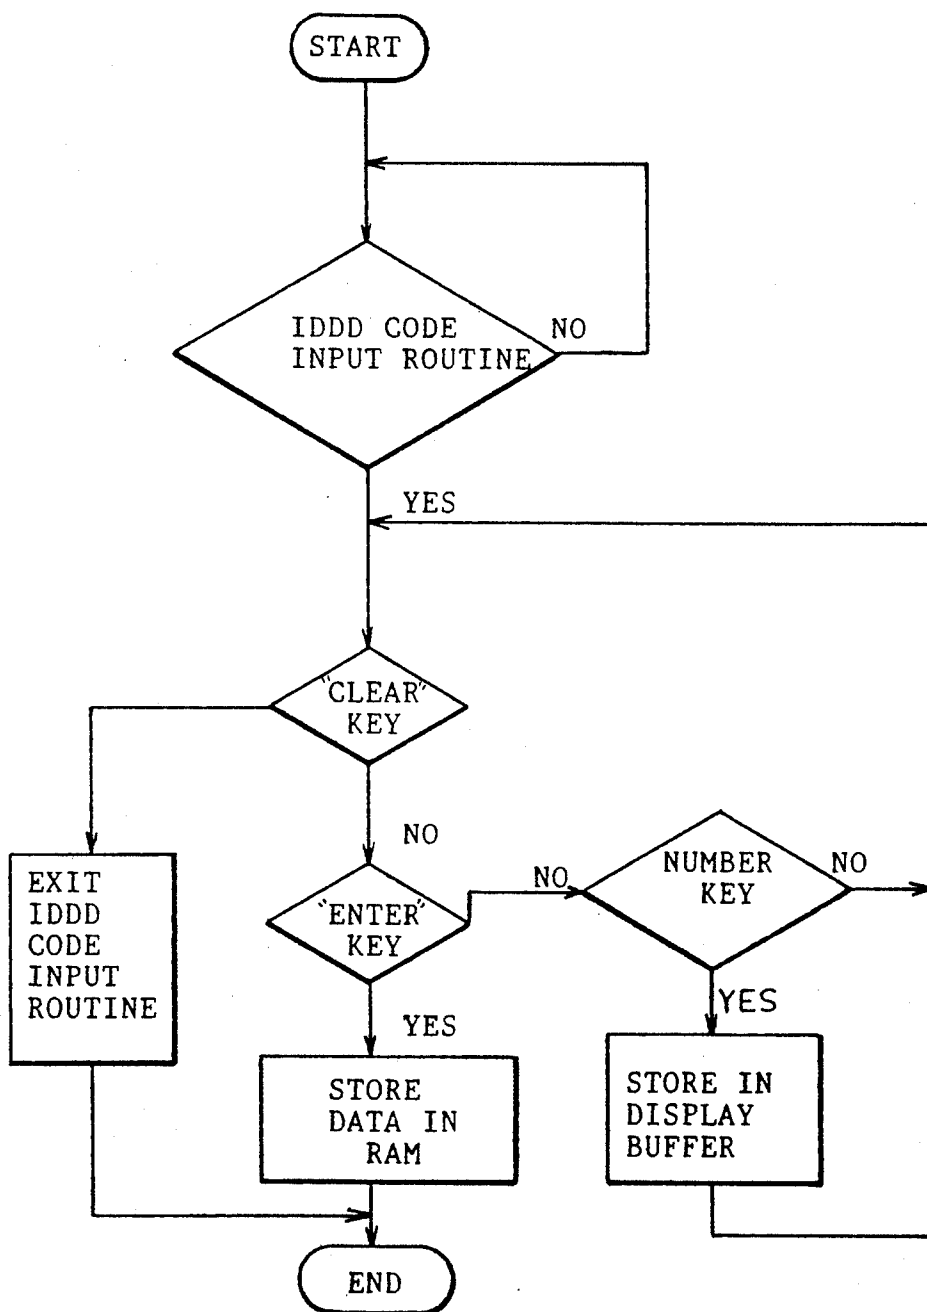 START
IDDD CODE
INPUT ROUTINE
NO
YES
"CLEAR"
KEY
NO
EXIT
IDDD
CODE
INPUT
ROUTINE
"ENTER"
KEY
NO
NUMBER
KEY
NO
YES
YES
STORE
DATA IN
RAM
STORE IN
DISPLAY
BUFFER
END